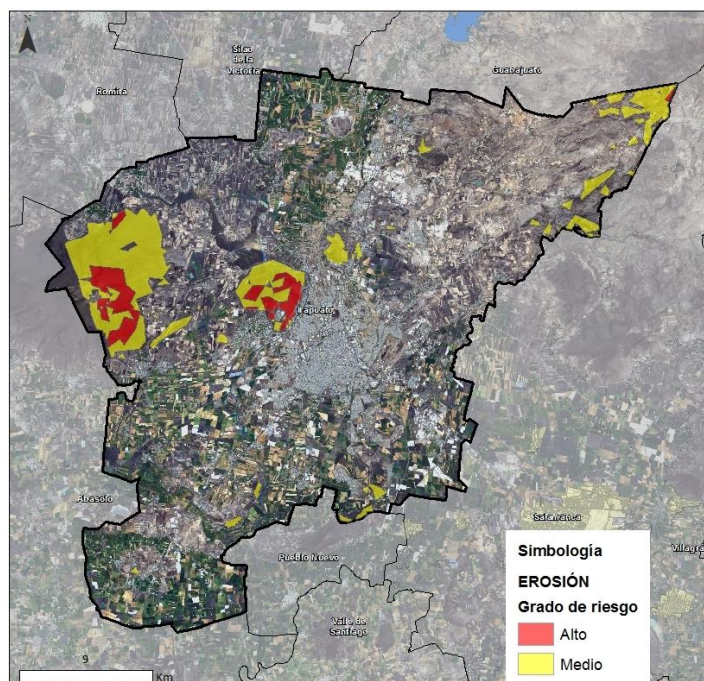 N
Silao
de la
Victoria
Guanajuato
Romita
Irapuato
Abasolo
Salamanca
Pueblo Nuevo
Villagra
Valle de
Santiago
Simbología
EROSIÓN
Grado de riesgo
Alto
Medio
9
Km